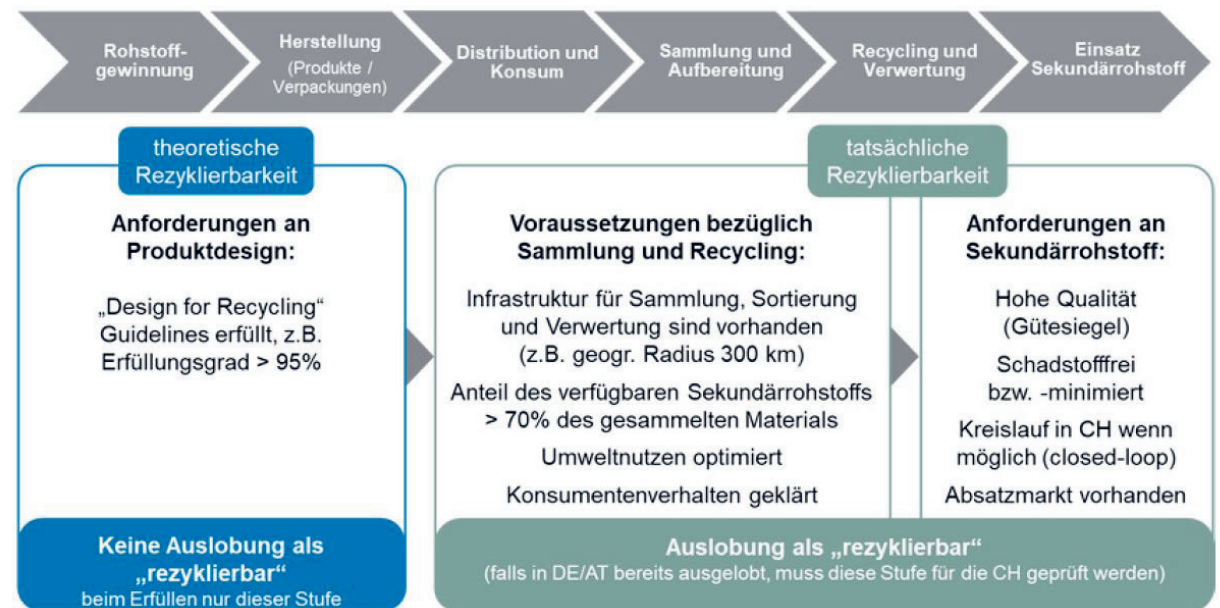 Rohstoff-
gewinnung
Herstellung
(Produkte /
Verpackungen)
Distribution und
Konsum
Sammlung und
Aufbereitung
Recycling und
Verwertung
Einsatz
Sekundärrohstoff
theoretische
Rezyklierbarkeit
Anforderungen an
Produktdesign:
„Design for Recycling“
Guidelines erfüllt, z.B.
Erfüllungsgrad > 95%
Keine Auslobung als
„rezyklierbar“
beim Erfüllen nur dieser Stufe
tatsächliche
Rezyklierbarkeit
Voraussetzungen bezüglich
Sammlung und Recycling:
Infrastruktur für Sammlung, Sortierung
und Verwertung sind vorhanden
(z.B. geogr. Radius 300 km)
Anteil des verfügbaren Sekundärrohstoffs
> 70% des gesammelten Materials
Umweltnutzen optimiert
Konsumentenverhalten geklärt
Anforderungen an
Sekundärrohstoff:
Hohe Qualität
(Gütesiegel)
Schadstofffrei
bzw. -minimiert
Kreislauf in CH wenn
möglich (closed-loop)
Absatzmarkt vorhanden
Auslobung als „rezyklierbar“
(falls in DE/AT bereits ausgelobt, muss diese Stufe für die CH geprüft werden)